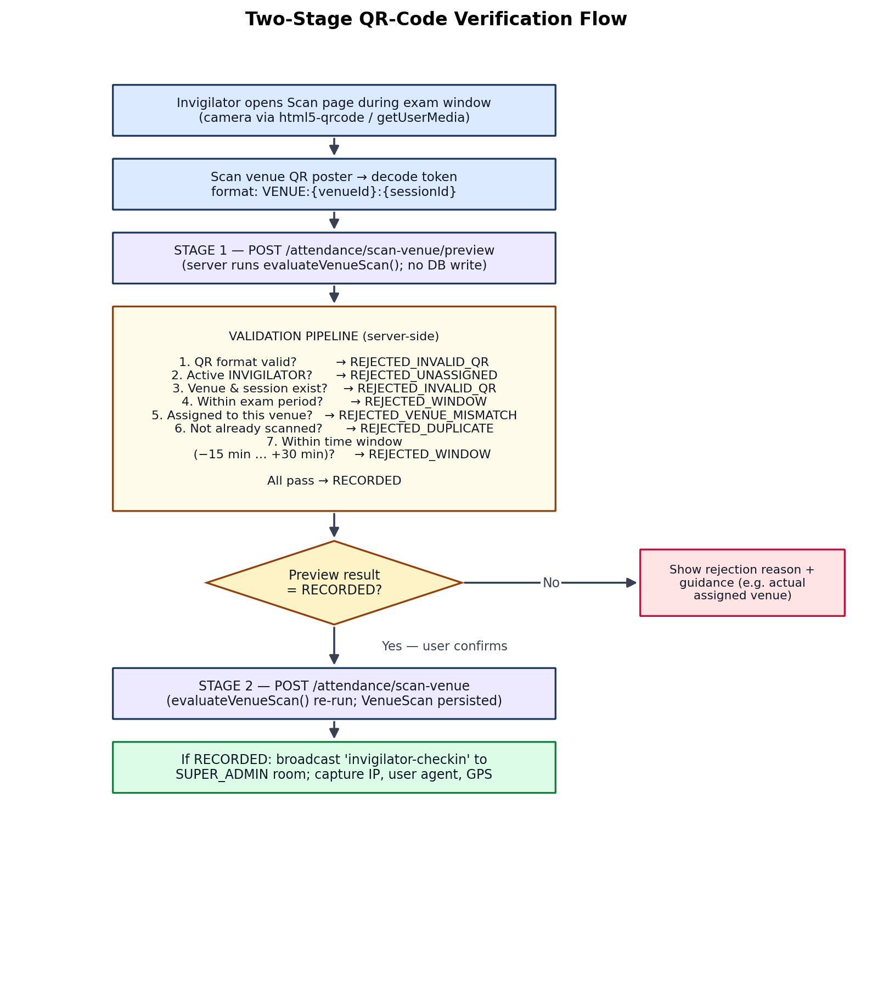 Two-Stage QR-Code Verification Flow
Invigilator opens Scan page during exam window
(camera via html5-qrcode / getUserMedia)
Scan venue QR poster → decode token
format: VENUE:{venueId}:{sessionId}
STAGE 1 — POST /attendance/scan-venue/preview
(server runs evaluateVenueScan(); no DB write)
VALIDATION PIPELINE (server-side)
1. QR format valid? → REJECTED_INVALID_QR
2. Active INVIGILATOR? → REJECTED_UNASSIGNED
3. Venue & session exist? → REJECTED_INVALID_QR
4. Within exam period? → REJECTED_WINDOW
5. Assigned to this venue? → REJECTED_VENUE_MISMATCH
6. Not already scanned? → REJECTED_DUPLICATE
7. Within time window
(−15 min … +30 min)? → REJECTED_WINDOW
All pass → RECORDED
Preview result
= RECORDED?
No
Show rejection reason +
guidance (e.g. actual
assigned venue)
Yes — user confirms
STAGE 2 — POST /attendance/scan-venue
(evaluateVenueScan() re-run; VenueScan persisted)
If RECORDED: broadcast 'invigilator-checkin' to
SUPER_ADMIN room; capture IP, user agent, GPS